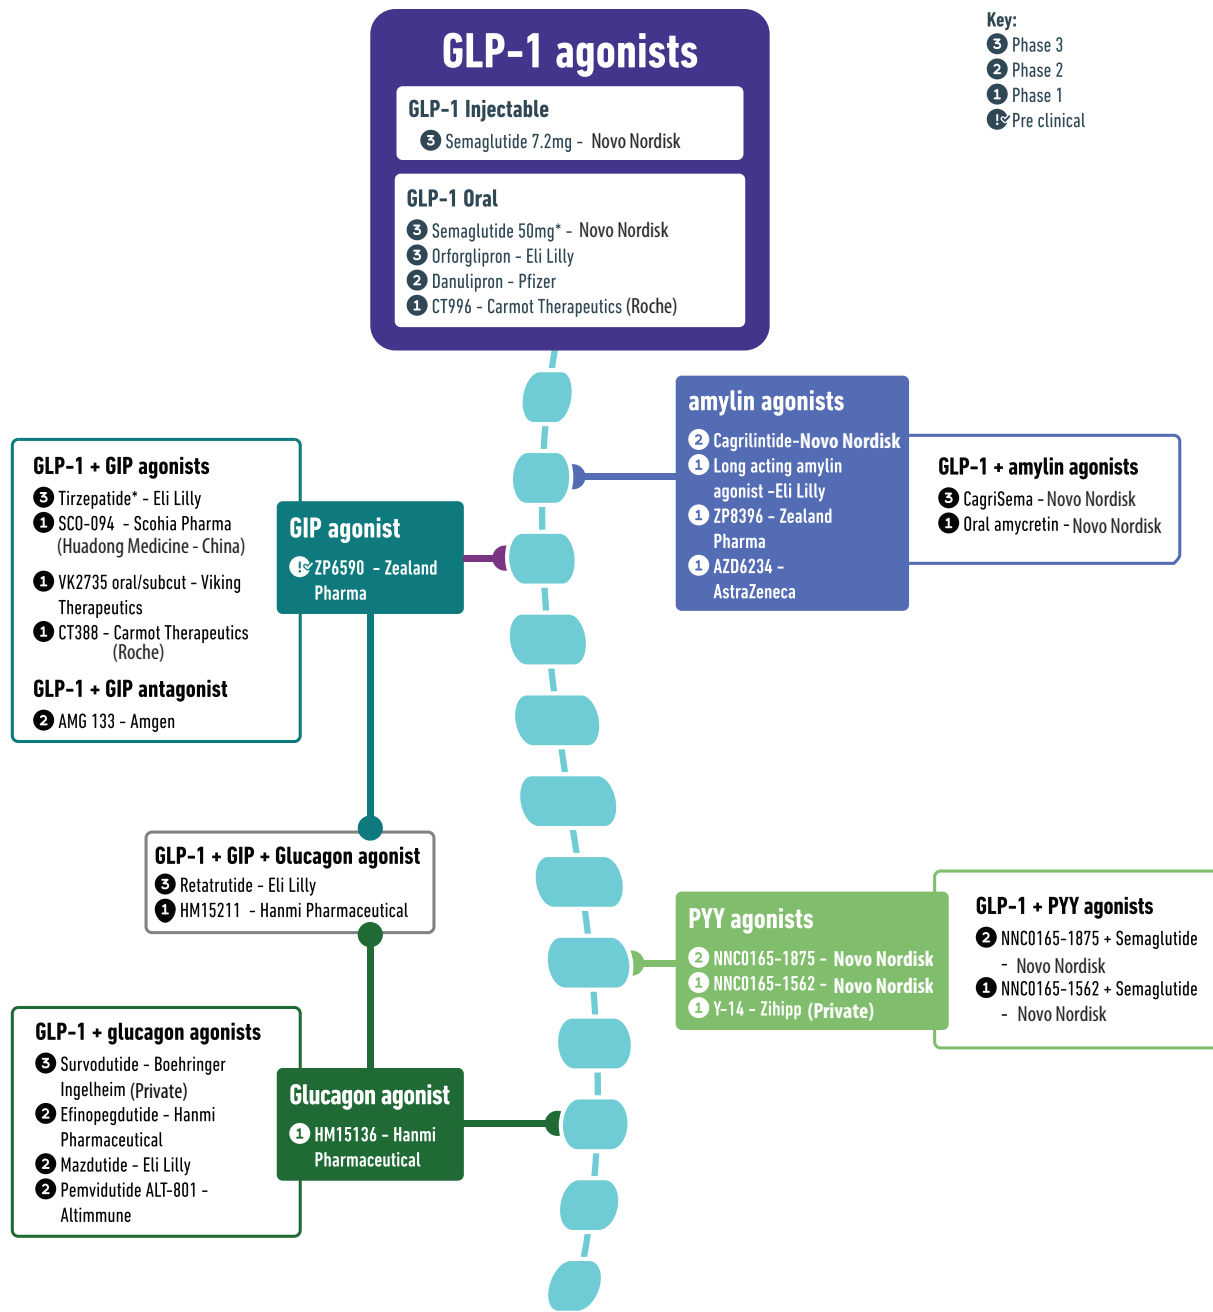 GLP-1 agonists
GLP-1 Injectable
3 Semaglutide 7.2mg - Novo Nordisk
GLP-1 Oral
3 Semaglutide 50mg* - Novo Nordisk
3 Orforglipron - Eli Lilly
2 Danulipron - Pfizer
1 CT996 - Carmot Therapeutics (Roche)
Key:
3 Phase 3
2 Phase 2
1 Phase 1
! Pre clinical
amylin agonists
2 Cagrilintide-Novo Nordisk
1 Long acting amylin
agonist -Eli Lilly
1 ZP8396 - Zealand
Pharma
1 AZD6234 -
AstraZeneca
GLP-1 + amylin agonists
3 CagriSema - Novo Nordisk
1 Oral amycretin - Novo Nordisk
GLP-1 + GIP agonists
3 Tirzepatide* - Eli Lilly
1 SCO-094 - Scohia Pharma
(Huadong Medicine - China)
1 VK2735 oral/subcut - Viking
Therapeutics
1 CT388 - Carmot Therapeutics
(Roche)
GLP-1 + GIP antagonist
2 AMG 133 - Amgen
GIP agonist
! ZP6590 - Zealand
Pharma
GLP-1 + GIP + Glucagon agonist
3 Retatrutide - Eli Lilly
1 HM15211 - Hanmi Pharmaceutical
PYY agonists
2 NNC0165-1875 - Novo Nordisk
1 NNC0165-1562 - Novo Nordisk
1 Y-14 - Zihipp (Private)
GLP-1 + PYY agonists
2 NNC0165-1875 + Semaglutide
- Novo Nordisk
1 NNC0165-1562 + Semaglutide
- Novo Nordisk
GLP-1 + glucagon agonists
3 Survodutide - Boehringer
Ingelheim (Private)
2 Efinopegdutide - Hanmi
Pharmaceutical
2 Mazdutide - Eli Lilly
2 Pemvidutide ALT-801 -
Altimmune
Glucagon agonist
1 HM15136 - Hanmi
Pharmaceutical